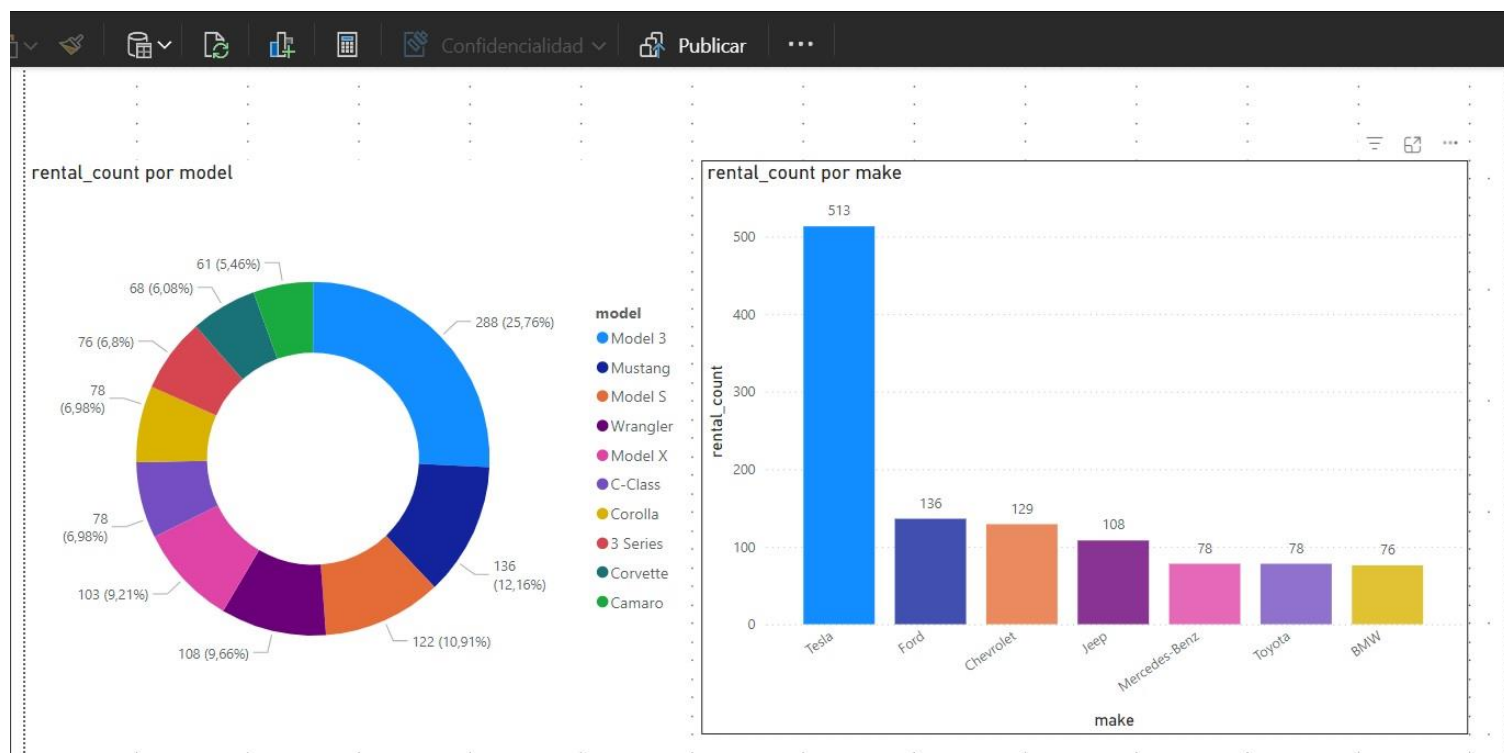 Confidencialidad
Publicar
rental_count por model
61 (5,46%)
68 (6,08%)
76 (6,8%)
78
(6,98%)
78
(6,98%)
103 (9,21%)
108 (9,66%)
122 (10,91%)
136
(12,16%)
288 (25,76%)
model
Model 3
Mustang
Model S
Wrangler
Model X
C-Class
Corolla
3 Series
Corvette
Camaro
rental_count por make
rental_count
500
400
300
200
100
0
513
136
129
108
78
78
76
Tesla
Ford
Chevrolet
Jeep
Mercedes-Benz
Toyota
BMW
make